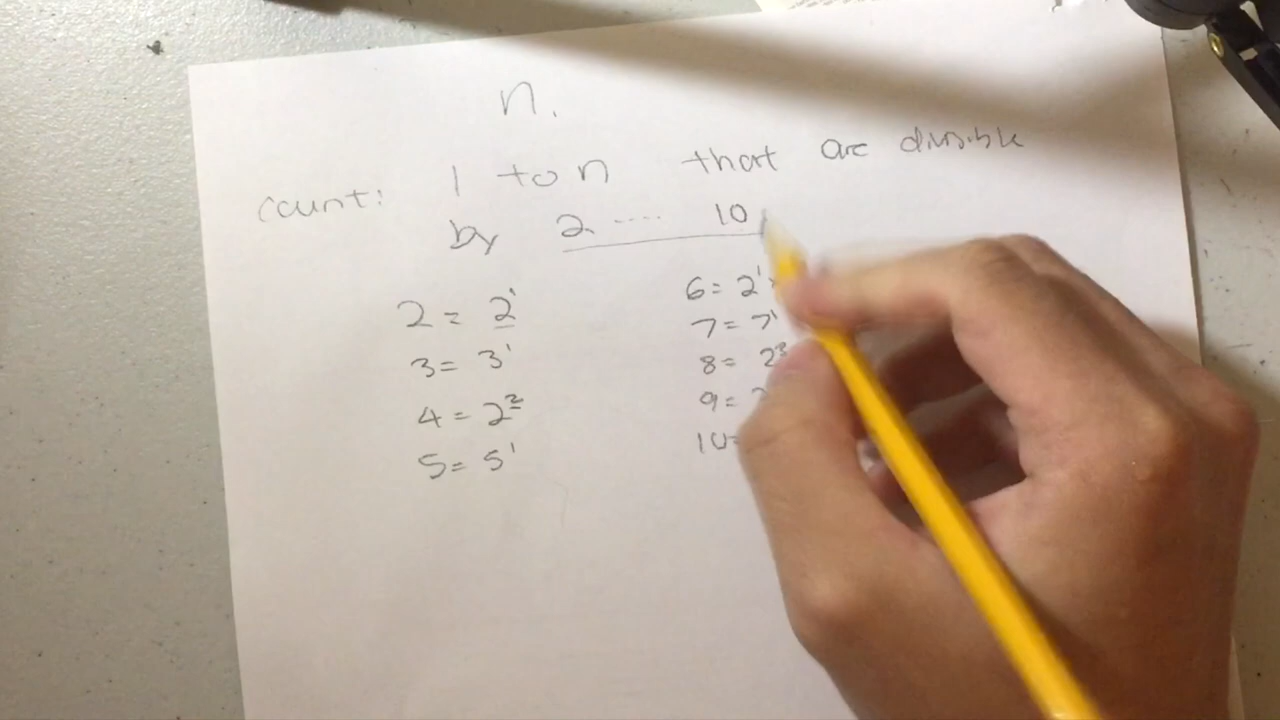 n.
count: 1 to n that are divisible
by 2 .... 10
2 = 2¹
3 = 3¹
4 = 2²
5 = 5¹
6 = 2¹
7 = 7¹
8 = 2³
9 =
10 =